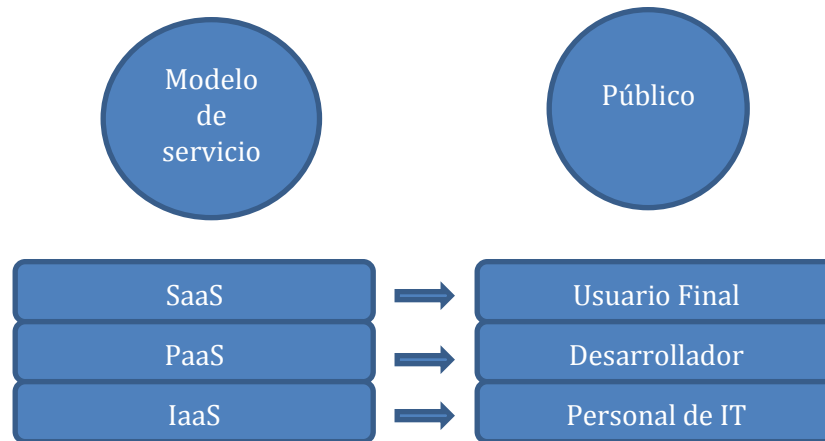 Modelo
de
servicio
Público
SaaS
Usuario Final
PaaS
Desarrollador
IaaS
Personal de IT